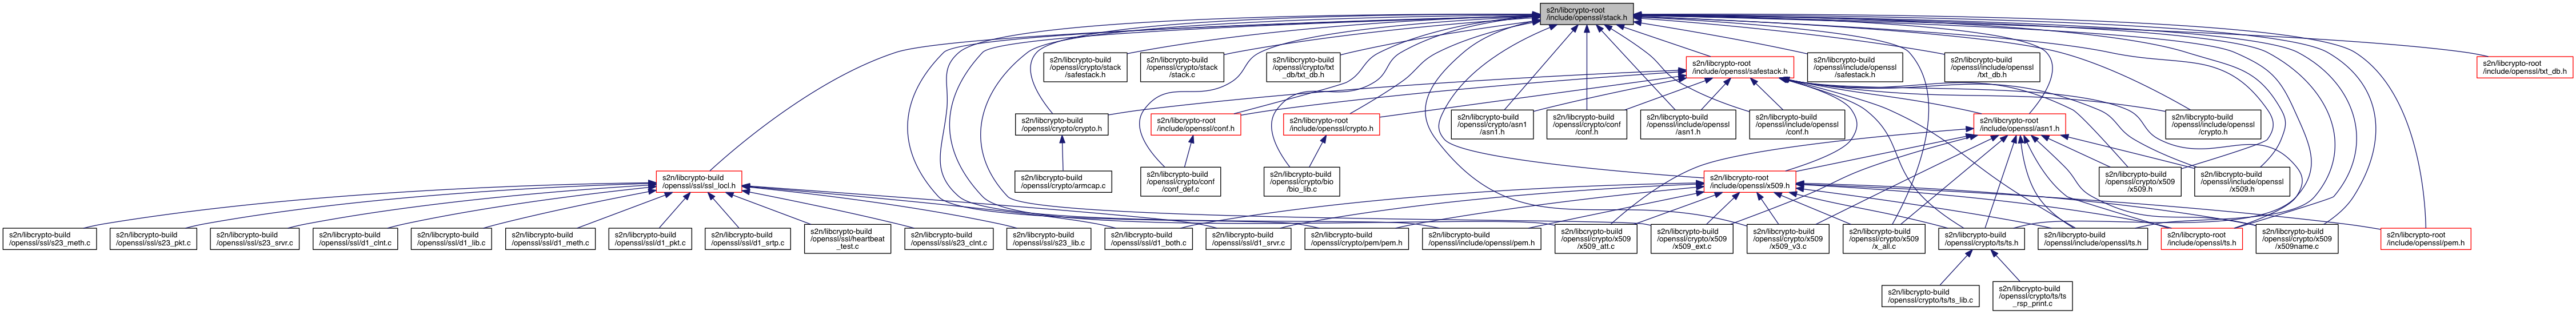 s2n/libcrypto-root
/include/openssl/stack.h
s2n/libcrypto-build
/openssl/crypto/stack
/safestack.h
s2n/libcrypto-build
/openssl/crypto/stack
/stack.c
s2n/libcrypto-build
/openssl/crypto/txt
_db/txt_db.h
s2n/libcrypto-root
/include/openssl/safestack.h
s2n/libcrypto-build
/openssl/include/openssl
/safestack.h
s2n/libcrypto-build
/openssl/include/openssl
/txt_db.h
s2n/libcrypto-root
/include/openssl/txt_db.h
s2n/libcrypto-build
/openssl/crypto/crypto.h
s2n/libcrypto-root
/include/openssl/conf.h
s2n/libcrypto-root
/include/openssl/crypto.h
s2n/libcrypto-build
/openssl/crypto/asn1
/asn1.h
s2n/libcrypto-build
/openssl/crypto/conf
/conf.h
s2n/libcrypto-build
/openssl/include/openssl
/asn1.h
s2n/libcrypto-build
/openssl/include/openssl
/conf.h
s2n/libcrypto-root
/include/openssl/asn1.h
s2n/libcrypto-build
/openssl/include/openssl
/crypto.h
s2n/libcrypto-build
/openssl/ssl/ssl_locl.h
s2n/libcrypto-build
/openssl/crypto/armcap.c
s2n/libcrypto-build
/openssl/crypto/conf
/conf_def.c
s2n/libcrypto-build
/openssl/crypto/bio
/bio_lib.c
s2n/libcrypto-root
/include/openssl/x509.h
s2n/libcrypto-build
/openssl/crypto/x509
/x509.h
s2n/libcrypto-build
/openssl/include/openssl
/x509.h
s2n/libcrypto-build
/openssl/ssl/s23_meth.c
s2n/libcrypto-build
/openssl/ssl/s23_pkt.c
s2n/libcrypto-build
/openssl/ssl/s23_srvr.c
s2n/libcrypto-build
/openssl/ssl/d1_clnt.c
s2n/libcrypto-build
/openssl/ssl/d1_lib.c
s2n/libcrypto-build
/openssl/ssl/d1_meth.c
s2n/libcrypto-build
/openssl/ssl/d1_pkt.c
s2n/libcrypto-build
/openssl/ssl/d1_srtp.c
s2n/libcrypto-build
/openssl/ssl/heartbeat
_test.c
s2n/libcrypto-build
/openssl/ssl/s23_clnt.c
s2n/libcrypto-build
/openssl/ssl/s23_lib.c
s2n/libcrypto-build
/openssl/ssl/d1_both.c
s2n/libcrypto-build
/openssl/ssl/d1_srvr.c
s2n/libcrypto-build
/openssl/crypto/pem/pem.h
s2n/libcrypto-build
/openssl/include/openssl/pem.h
s2n/libcrypto-build
/openssl/crypto/x509
/x509_att.c
s2n/libcrypto-build
/openssl/crypto/x509
/x509_ext.c
s2n/libcrypto-build
/openssl/crypto/x509
/x509_v3.c
s2n/libcrypto-build
/openssl/crypto/x509
/x_all.c
s2n/libcrypto-build
/openssl/crypto/ts/ts.h
s2n/libcrypto-build
/openssl/include/openssl/ts.h
s2n/libcrypto-root
/include/openssl/ts.h
s2n/libcrypto-build
/openssl/crypto/x509
/x509name.c
s2n/libcrypto-root
/include/openssl/pem.h
s2n/libcrypto-build
/openssl/crypto/ts/ts_lib.c
s2n/libcrypto-build
/openssl/crypto/ts/ts
_rsp_print.c